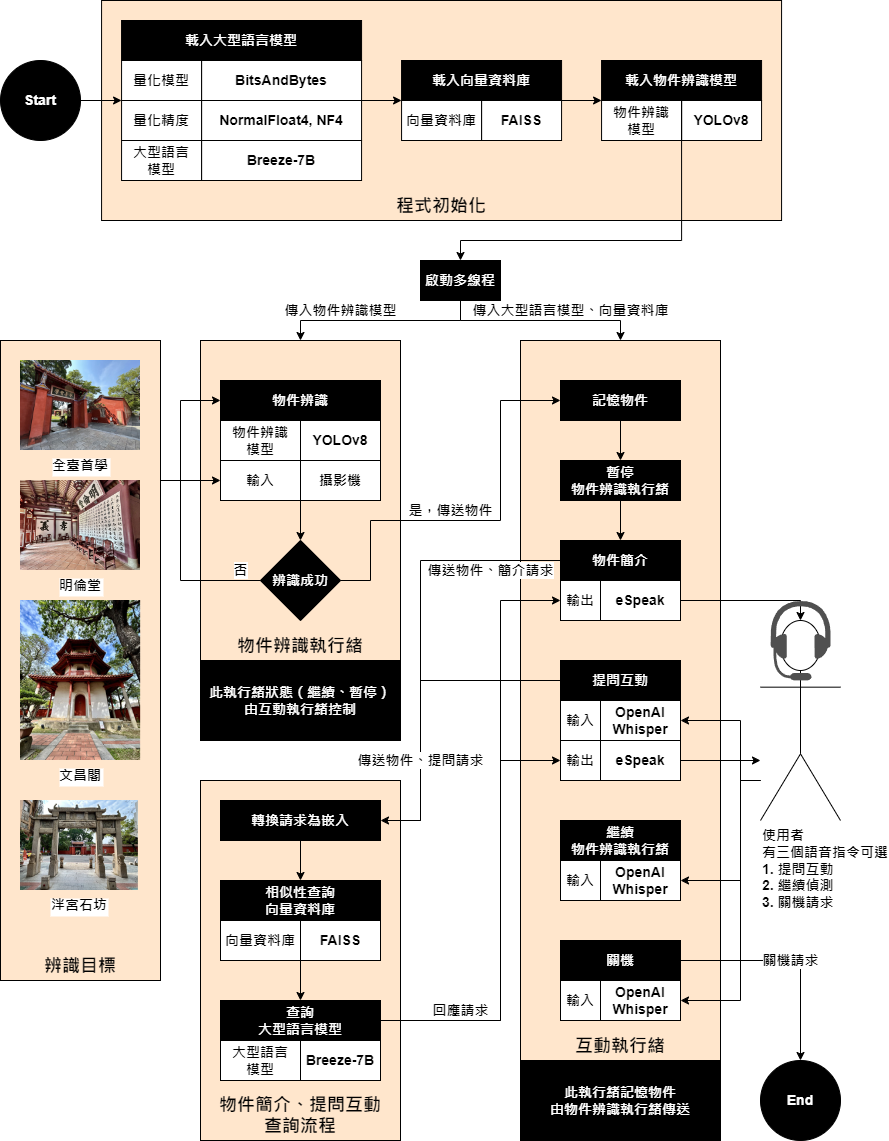 Start
載入大型語言模型
量化模型
BitsAndBytes
量化精度
NormalFloat4, NF4
大型語言
模型
Breeze-7B
載入向量資料庫
向量資料庫
FAISS
載入物件辨識模型
物件辨識
模型
YOLOv8
程式初始化
啟動多線程
傳入物件辨識模型
傳入大型語言模型、向量資料庫
全臺首學
明倫堂
文昌閣
泮宮石坊
辨識目標
物件辨識
物件辨識
模型
YOLOv8
輸入
攝影機
辨識成功
否
是，傳送物件
物件辨識執行緒
此執行緒狀態（繼續、暫停）
由互動執行緒控制
記憶物件
暫停
物件辨識執行緒
物件簡介
輸出
eSpeak
傳送物件、簡介請求
提問互動
輸入
OpenAI
Whisper
輸出
eSpeak
傳送物件、提問請求
繼續
物件辨識執行緒
輸入
OpenAI
Whisper
關機
輸入
OpenAI
Whisper
互動執行緒
此執行緒記憶物件
由物件辨識執行緒傳送
轉換請求為嵌入
相似性查詢
向量資料庫
向量資料庫
FAISS
查詢
大型語言模型
大型語言
模型
Breeze-7B
回應請求
物件簡介、提問互動
查詢流程
使用者
有三個語音指令可選
1. 提問互動
2. 繼續偵測
3. 關機請求
關機請求
End